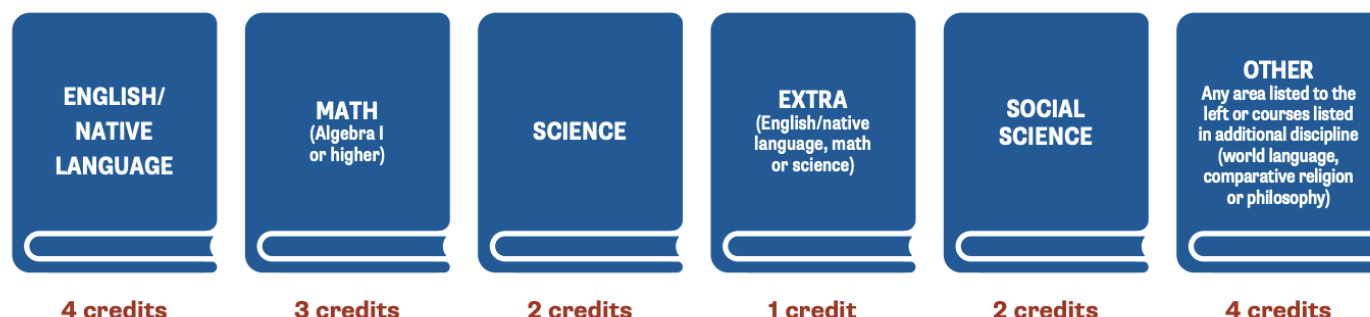 ENGLISH/
NATIVE
LANGUAGE
4 credits
MATH
(Algebra I
or higher)
3 credits
SCIENCE
2 credits
EXTRA
(English/native
language, math
or science)
1 credit
SOCIAL
SCIENCE
2 credits
OTHER
Any area listed to the
left or courses listed
in additional discipline
(world language,
comparative religion
or philosophy)
4 credits